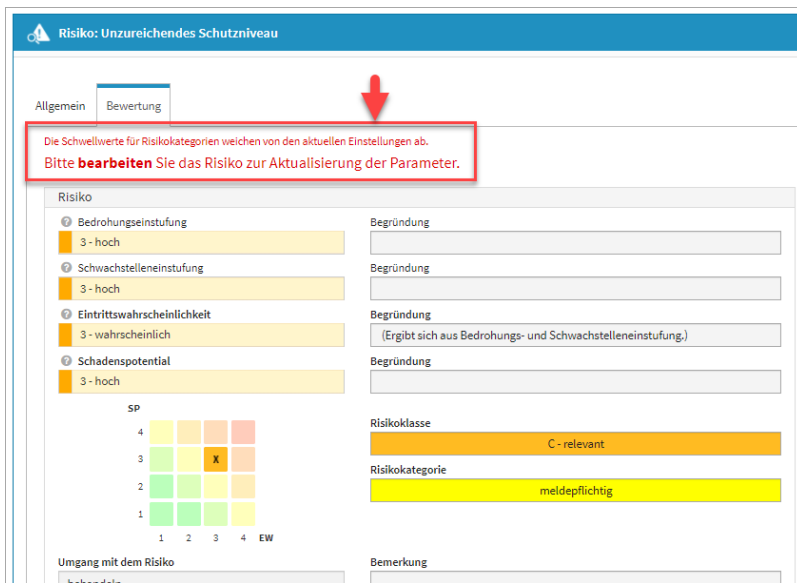 Risiko: Unzureichendes Schutzniveau
Allgemein Bewertung
Die Schwellwerte für Risikokategorien weichen von den aktuellen Einstellungen ab.
Bitte bearbeiten Sie das Risiko zur Aktualisierung der Parameter.
Risiko
Bedrohungseinstufung Begründung
3 - hoch
Schwachstelleneinstufung Begründung
3 - hoch
Eintrittswahrscheinlichkeit Begründung
3 - wahrscheinlich (Ergibt sich aus Bedrohungs- und Schwachstelleneinstufung.)
Schadenspotential Begründung
3 - hoch
SP
4
Risikoklasse
C - relevant
3 X
Risikokategorie
2 meldepflichtig
1
1 2 3 4 EW
Umgang mit dem Risiko Bemerkung
behandeln